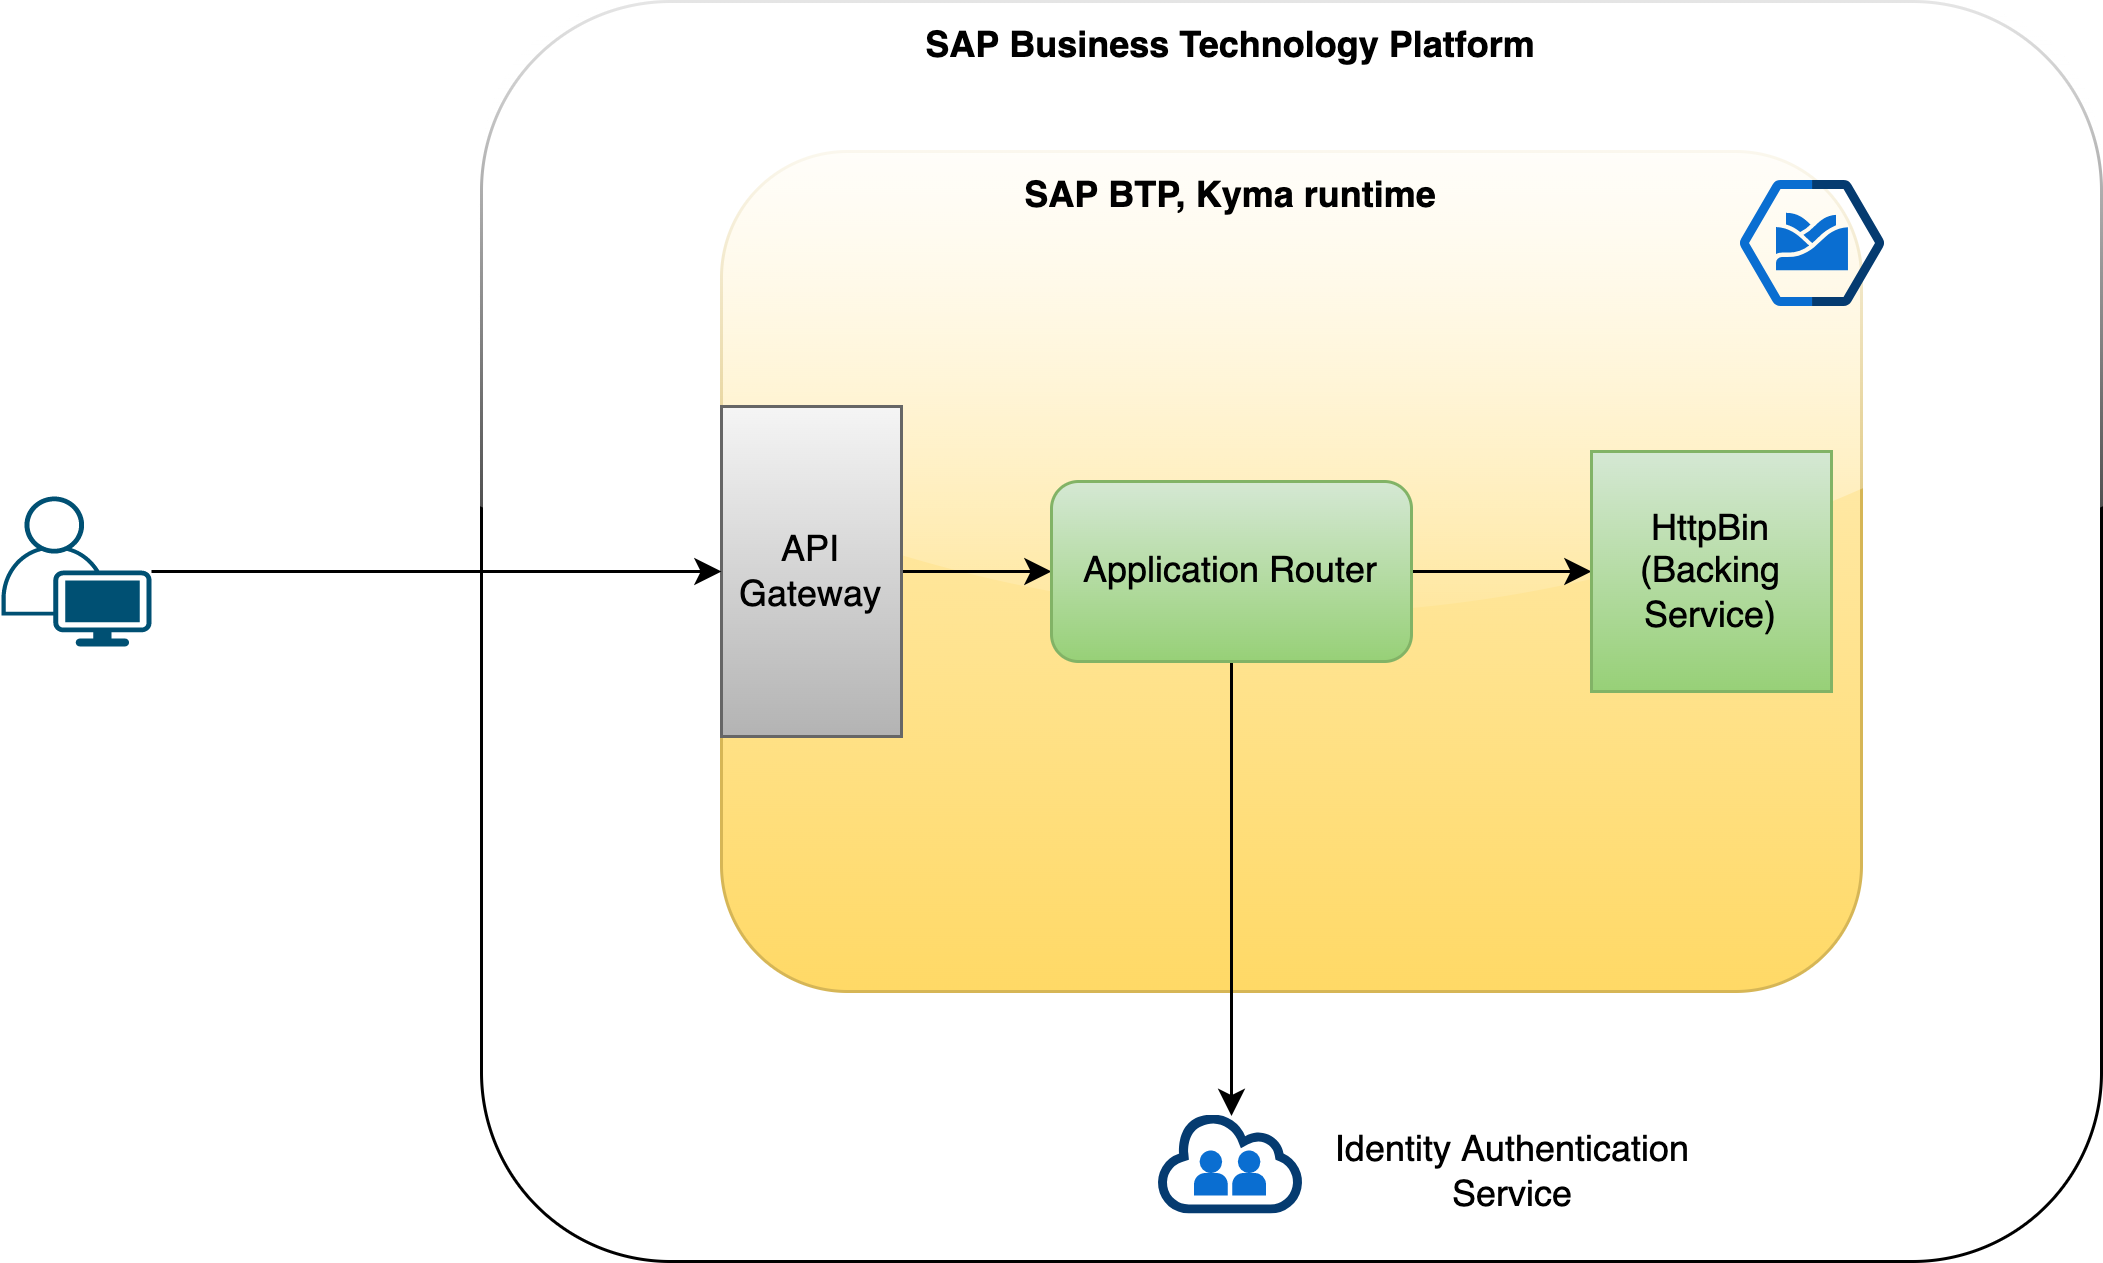 SAP Business Technology Platform
SAP BTP, Kyma runtime
API
Gateway
Application Router
HttpBin
(Backing
Service)
Identity Authentication
Service